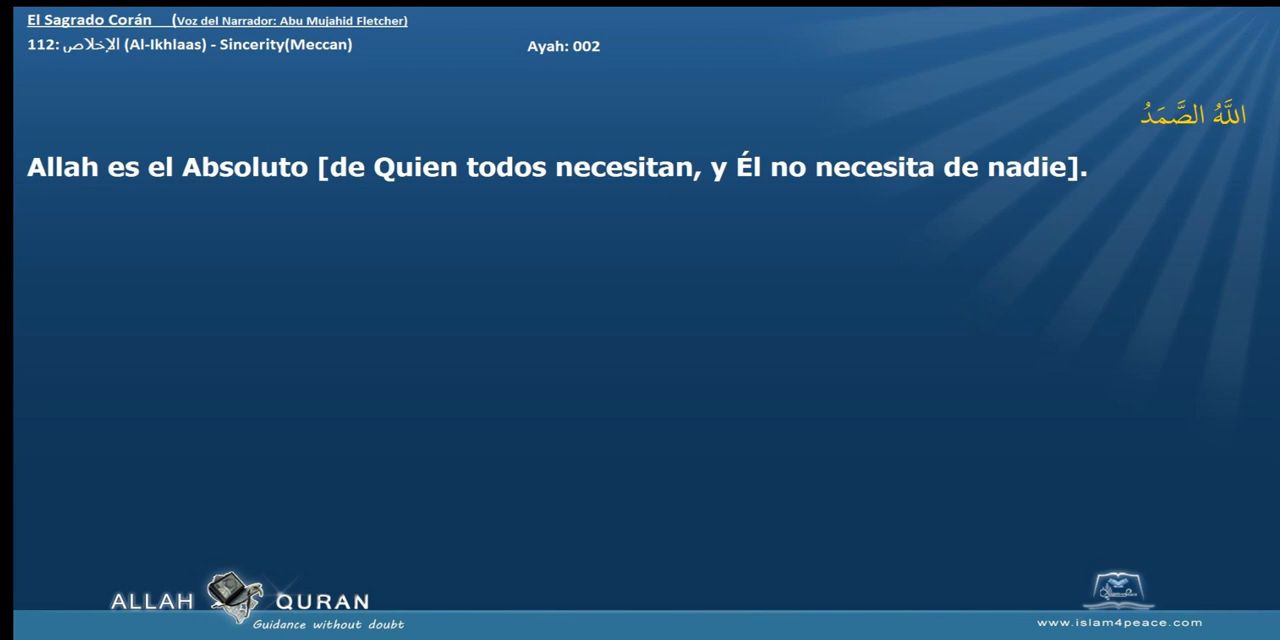 El Sagrado Corán (Voz del Narrador: Abu Mujahid Fletcher)
112: الإخلاص (Al-Ikhlaas) - Sincerity(Meccan) Ayah: 002
اللَّهُ الصَّمَدُ
Allah es el Absoluto [de Quien todos necesitan, y Él no necesita de nadie].
ALLAH QURAN
Guidance without doubt
www.islam4peace.com